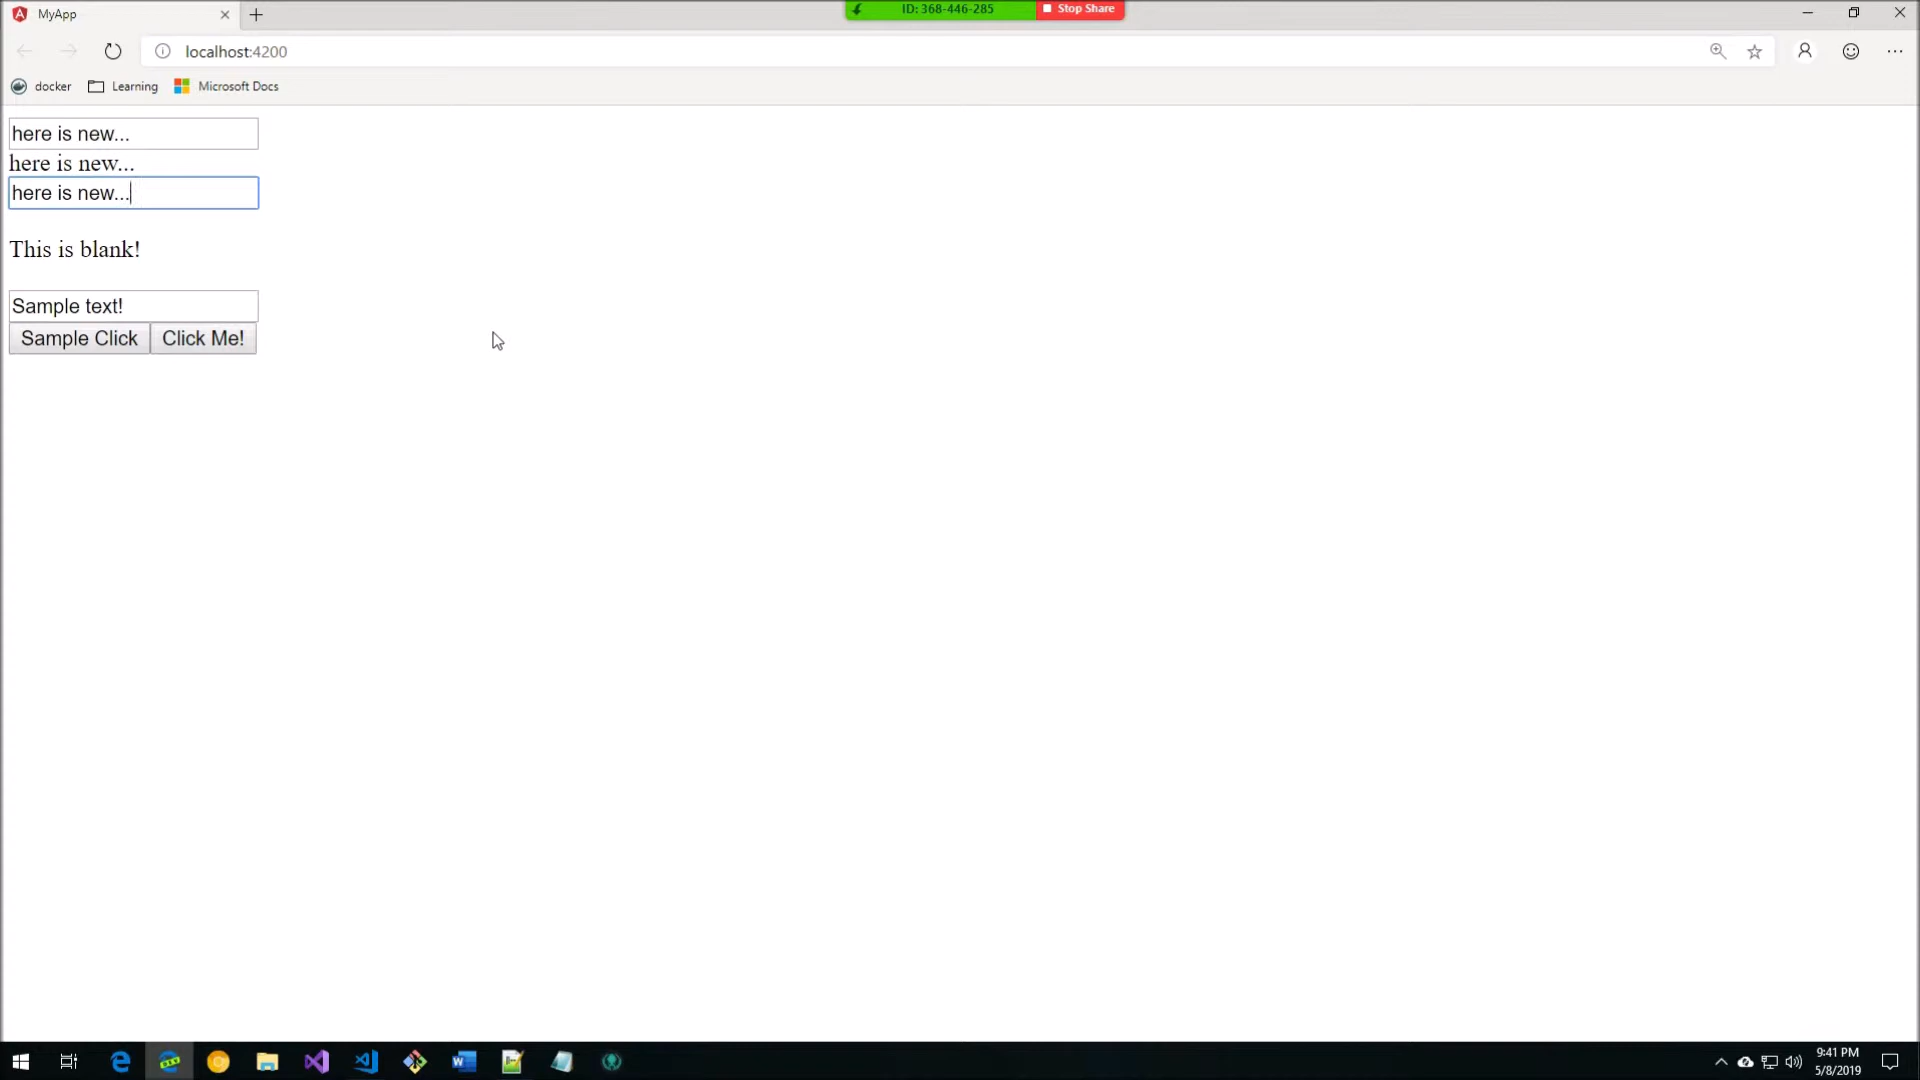 MyApp
ID: 368-446-285
Stop Share
localhost:4200
docker
Learning
Microsoft Docs
here is new...
here is new...
here is new...
This is blank!
Sample text!
Sample Click
Click Me!
9:41 PM
5/8/2019